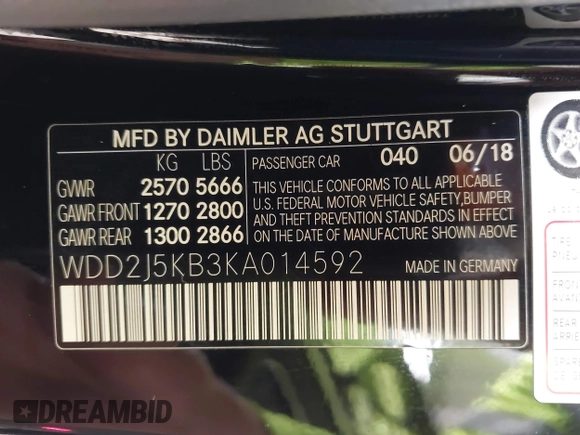 MFD BY DAIMLER AG STUTTGART
KG LBS PASSENGER CAR 040 06/18
GVWR 2570 5666
GAWR FRONT 1270 2800
GAWR REAR 1300 2866
THIS VEHICLE CONFORMS TO ALL APPLICABLE
U.S. FEDERAL MOTOR VEHICLE SAFETY, BUMPER
AND THEFT PREVENTION STANDARDS IN EFFECT
ON THE DATE OF MANUFACTURE SHOWN ABOVE
WDD2J5KB3KA014592 MADE IN GERMANY
DREAMBID